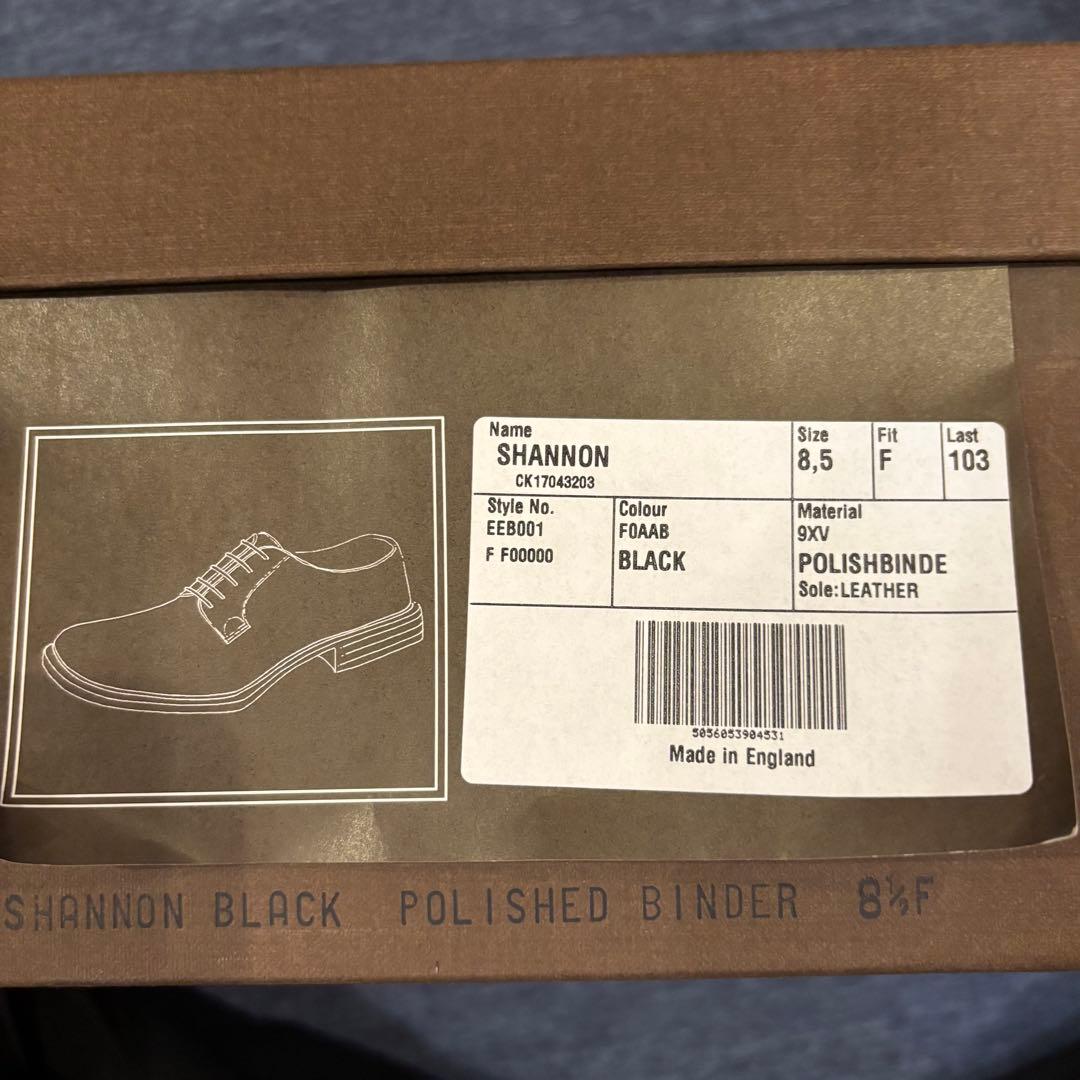 Name
SHANNON
CK17043203
Size
8,5
Fit
F
Last
103
Style No.
EEB001
F F00000
Colour
F0AAB
BLACK
Material
9XV
POLISHBINDE
Sole:LEATHER
5056053904531
Made in England
SHANNON BLACK POLISHED BINDER 8½F